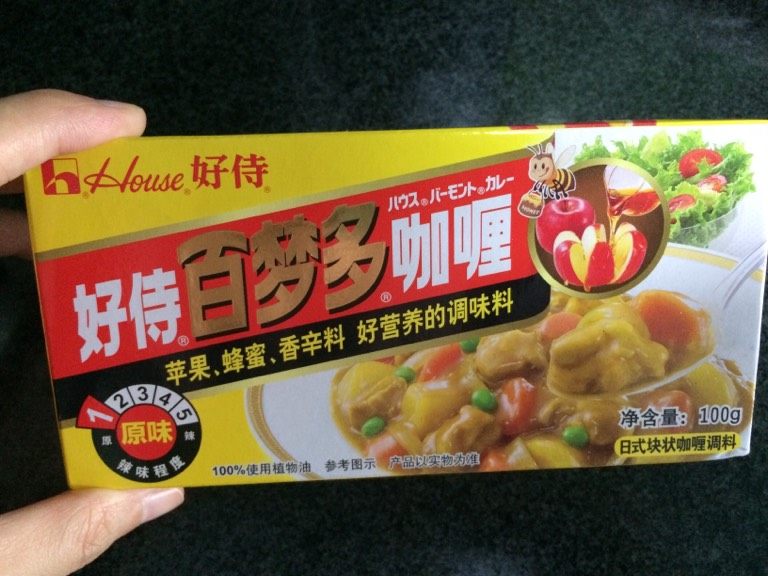 House 好侍
ハウス バーモント カレー
好侍 百梦多 咖喱
HONEY
苹果、蜂蜜、香辛料 好营养的调味料
1 2 3 4 5
原 原味 辣
辣味程度
100%使用植物油 参考图示 产品以实物为准
净含量: 100g
日式块状咖喱调料